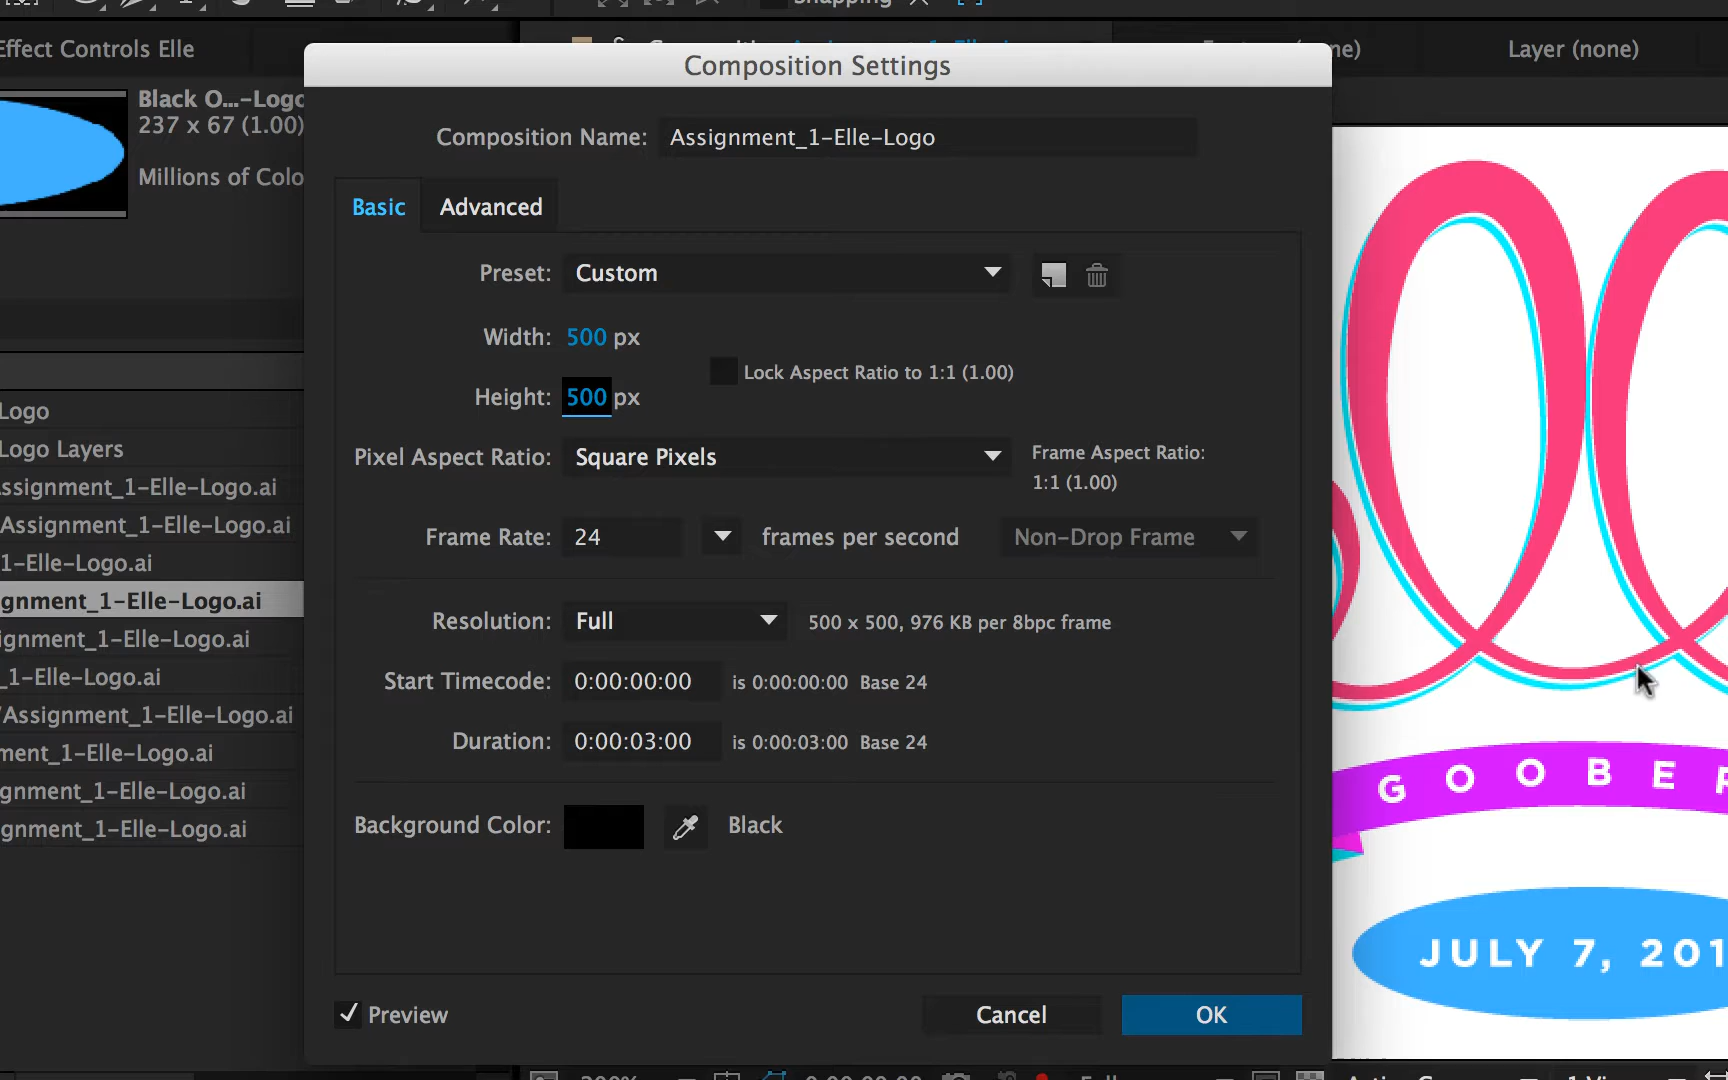 Snapping
Effect Controls Elle
Layer (none)
Composition Settings
Black O...-Logo
237 x 67 (1.00)
Millions of Colo
Composition Name: Assignment_1-Elle-Logo
Basic
Advanced
Preset: Custom
Width: 500 px
Lock Aspect Ratio to 1:1 (1.00)
Height: 500 px
Pixel Aspect Ratio: Square Pixels
Frame Aspect Ratio:
1:1 (1.00)
Frame Rate: 24 frames per second Non-Drop Frame
Resolution: Full 500 x 500, 976 KB per 8bpc frame
Start Timecode: 0:00:00:00 is 0:00:00:00 Base 24
Duration: 0:00:03:00 is 0:00:03:00 Base 24
Background Color: Black
Preview
Cancel
OK
Logo
Logo Layers
ssignment_1-Elle-Logo.ai
Assignment_1-Elle-Logo.ai
1-Elle-Logo.ai
gnment_1-Elle-Logo.ai
ignment_1-Elle-Logo.ai
_1-Elle-Logo.ai
/Assignment_1-Elle-Logo.ai
ment_1-Elle-Logo.ai
gnment_1-Elle-Logo.ai
gnment_1-Elle-Logo.ai
GOOBER
JULY 7, 201